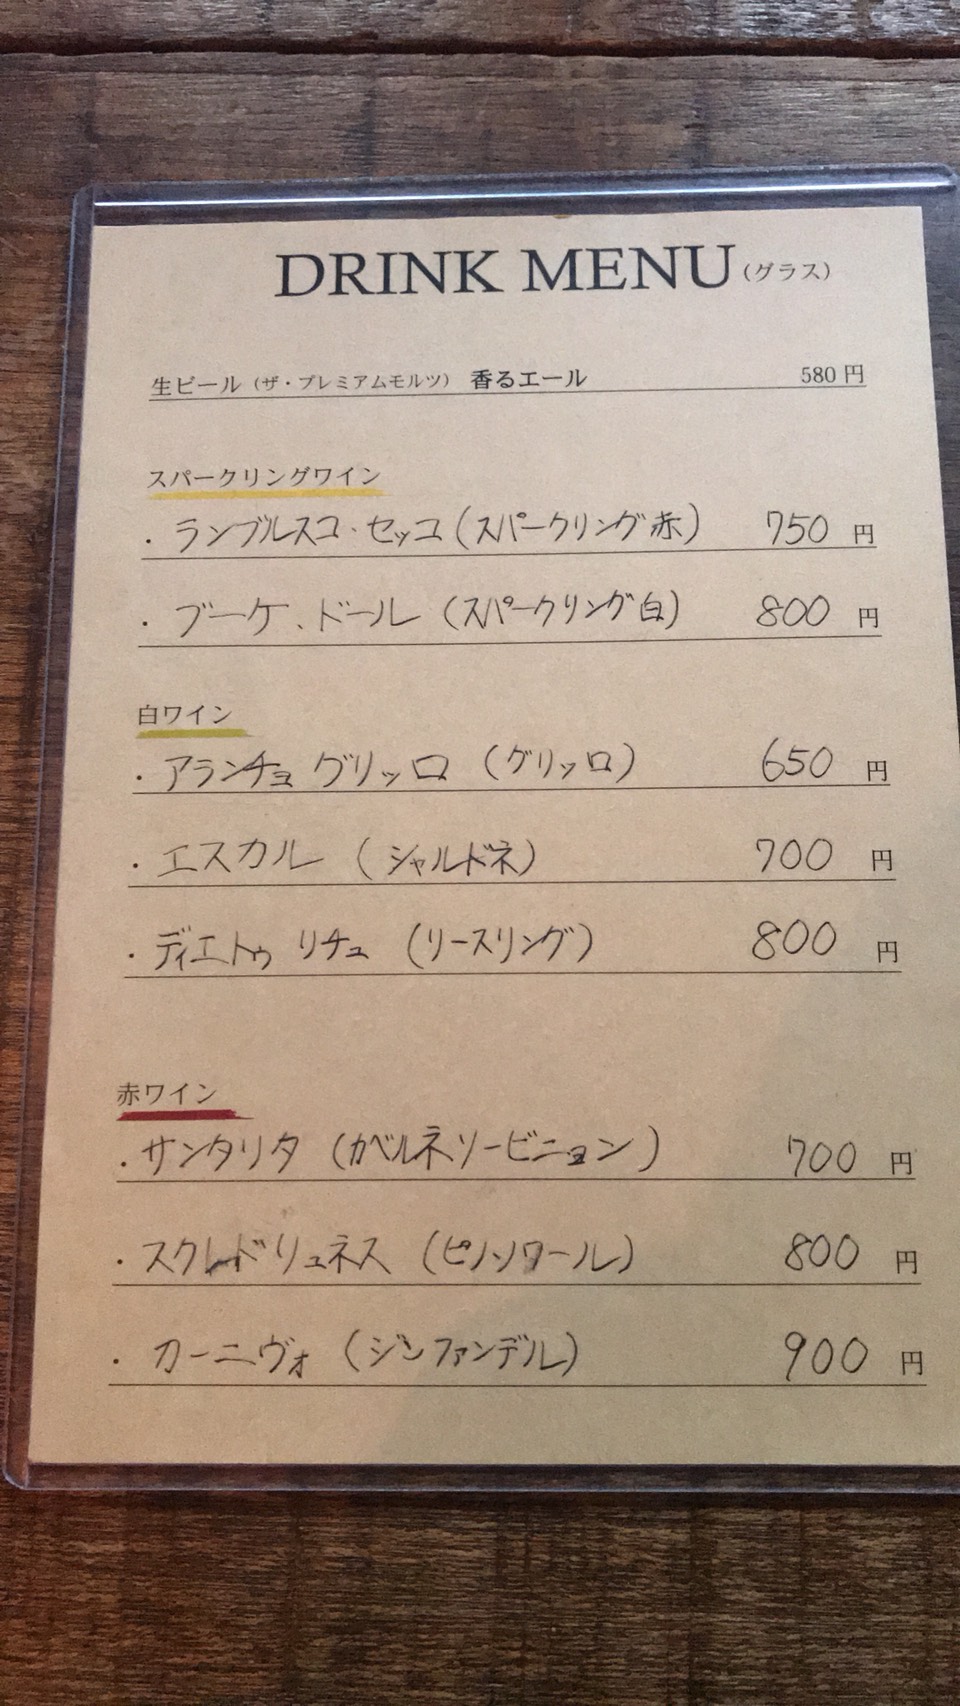 DRINK MENU (グラス)
生ビール (ザ・プレミアムモルツ) 香るエール 580 円
スパークリングワイン
・ランブルスコ・セッコ (スパークリング赤) 750 円
・ブーケ、ドール (スパークリング白) 800 円
白ワイン
・アランチョ グリッロ (グリッロ) 650 円
・エスカル (シャルドネ) 700 円
・ディエトゥ リチュ (リースリング) 800 円
赤ワイン
・サンタリタ (カベルネソービニョン) 700 円
・スクレドリュネス (ピノノワール) 800 円
・カーニヴォ (ジンファンデル) 900 円